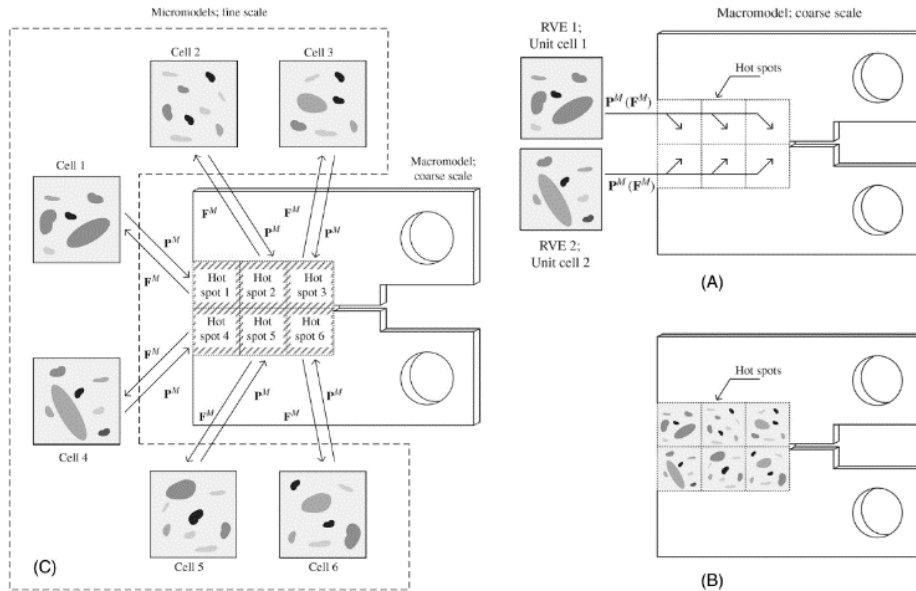 Micromodels; fine scale
Cell 2
Cell 3
Cell 1
Macromodel;
coarse scale
F^M
P^M
F^M
P^M
P^M
F^M
Hot
spot 1
Hot
spot 2
Hot
spot 3
Hot
spot 4
Hot
spot 5
Hot
spot 6
F^M
P^M
F^M
P^M
F^M
P^M
Cell 4
Cell 5
Cell 6
(C)
Macromodel; coarse scale
RVE 1;
Unit cell 1
Hot spots
P^M (F^M)
P^M (F^M)
RVE 2;
Unit cell 2
(A)
Hot spots
(B)